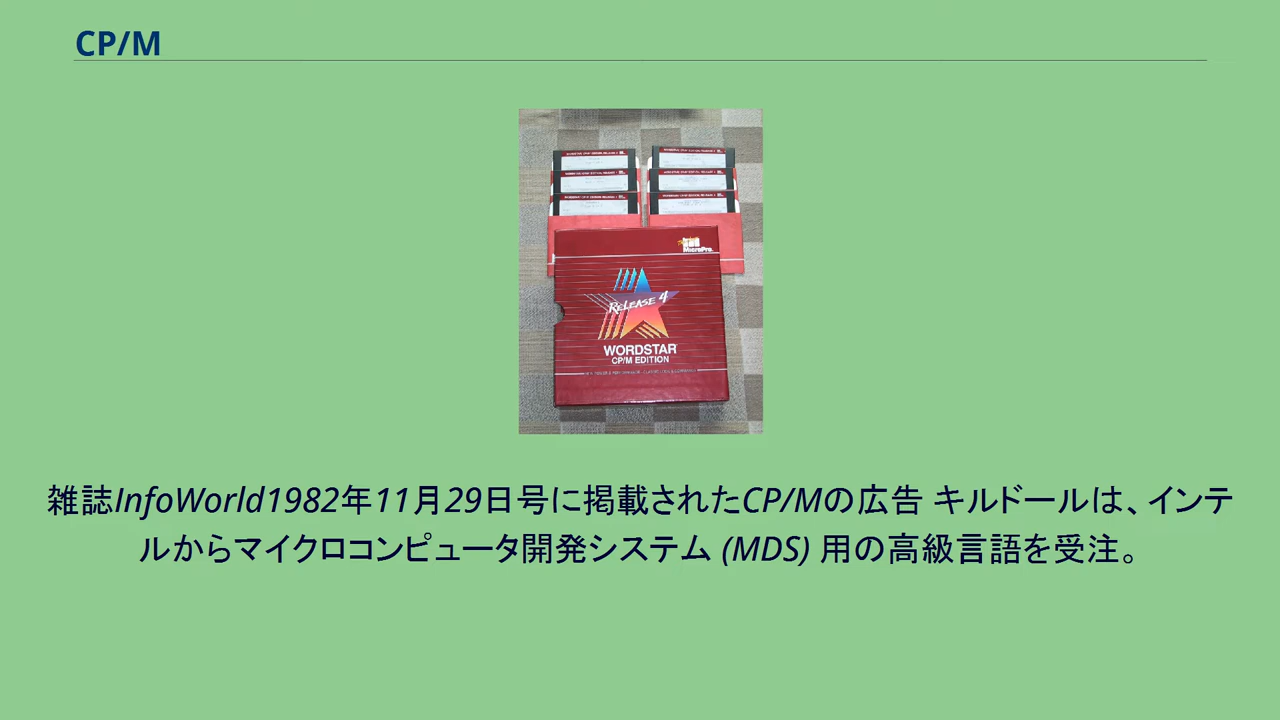 CP/M
MicroPro.
RELEASE 4
WORDSTAR
CP/M EDITION
雑誌InfoWorld1982年11月29日号に掲載されたCP/Mの広告 キルドールは、インテ
ルからマイクロコンピュータ開発システム (MDS) 用の高級言語を受注。